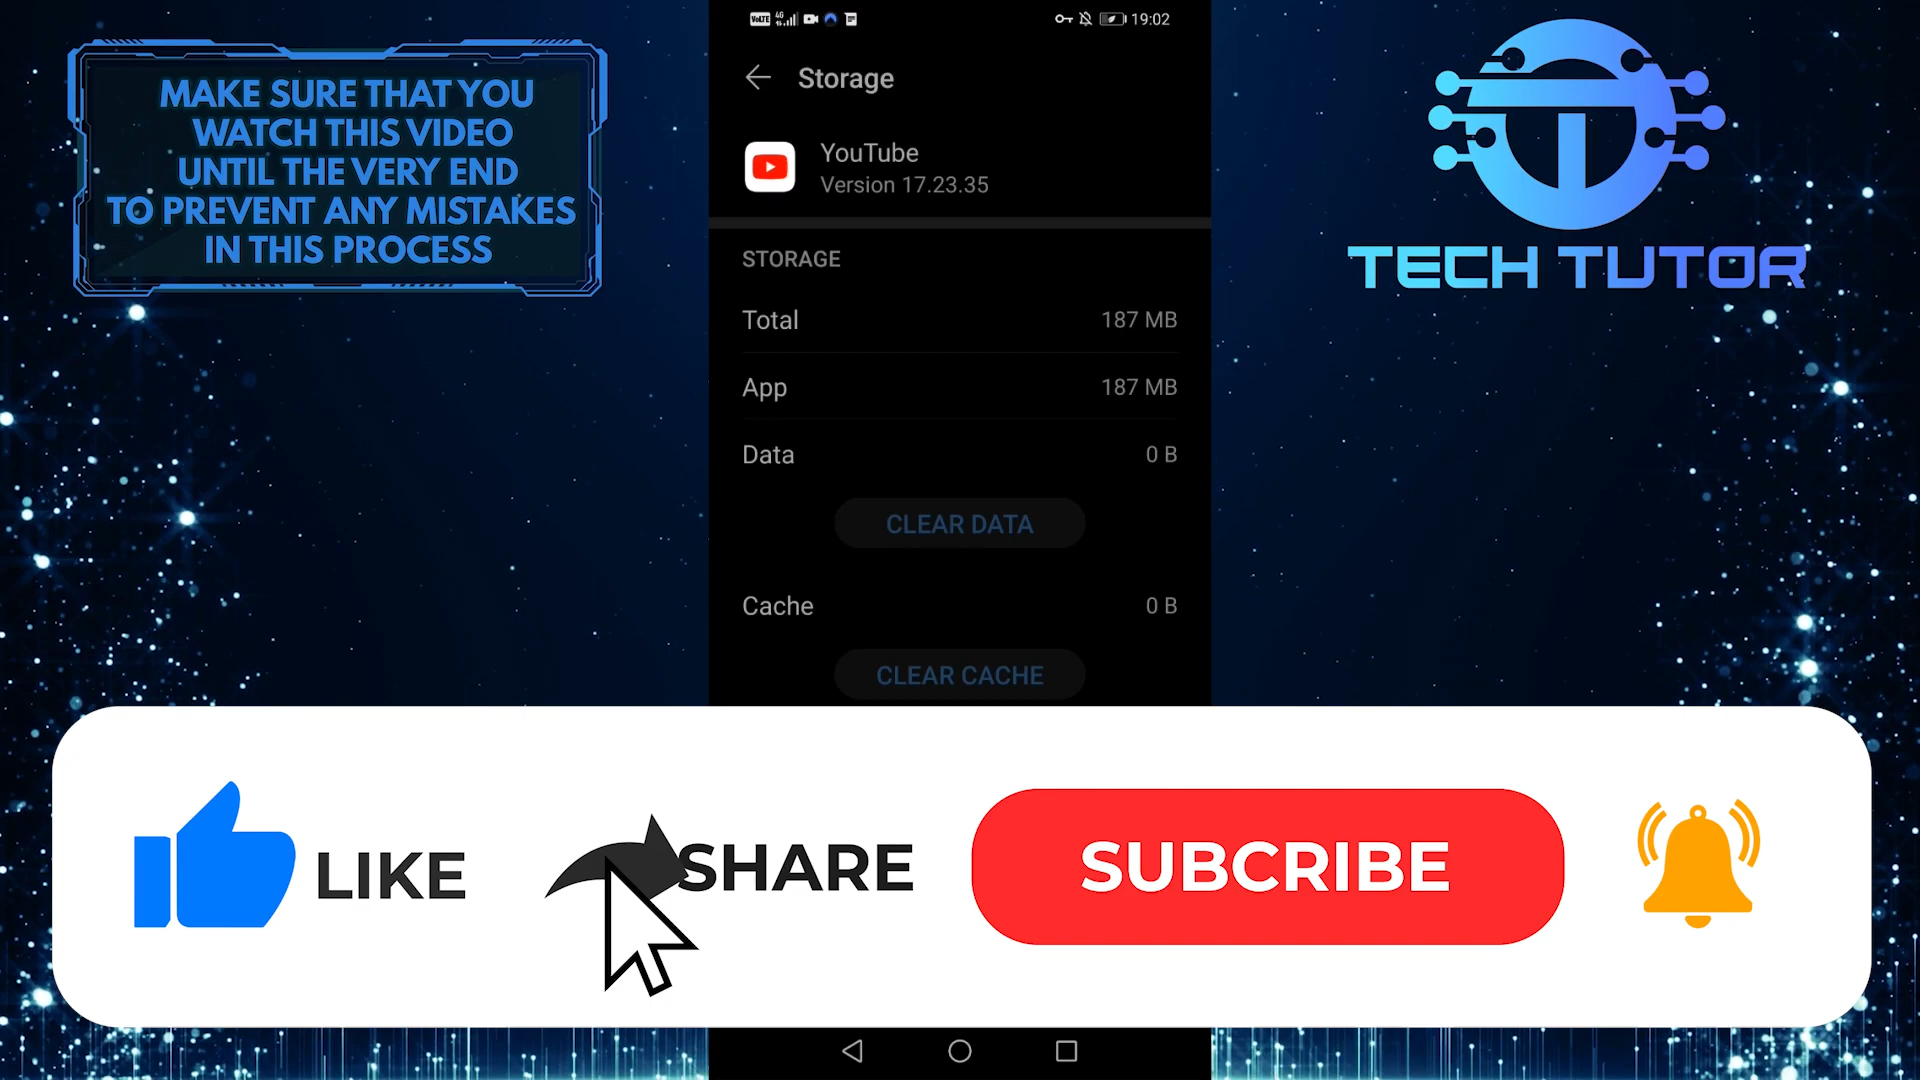 MAKE SURE THAT YOU
WATCH THIS VIDEO
UNTIL THE VERY END
TO PREVENT ANY MISTAKES
IN THIS PROCESS
VoLTE 4G 19:02
Storage
YouTube
Version 17.23.35
STORAGE
Total 187 MB
App 187 MB
Data 0 B
CLEAR DATA
Cache 0 B
CLEAR CACHE
TECH TUTOR
LIKE
SHARE
SUBCRIBE